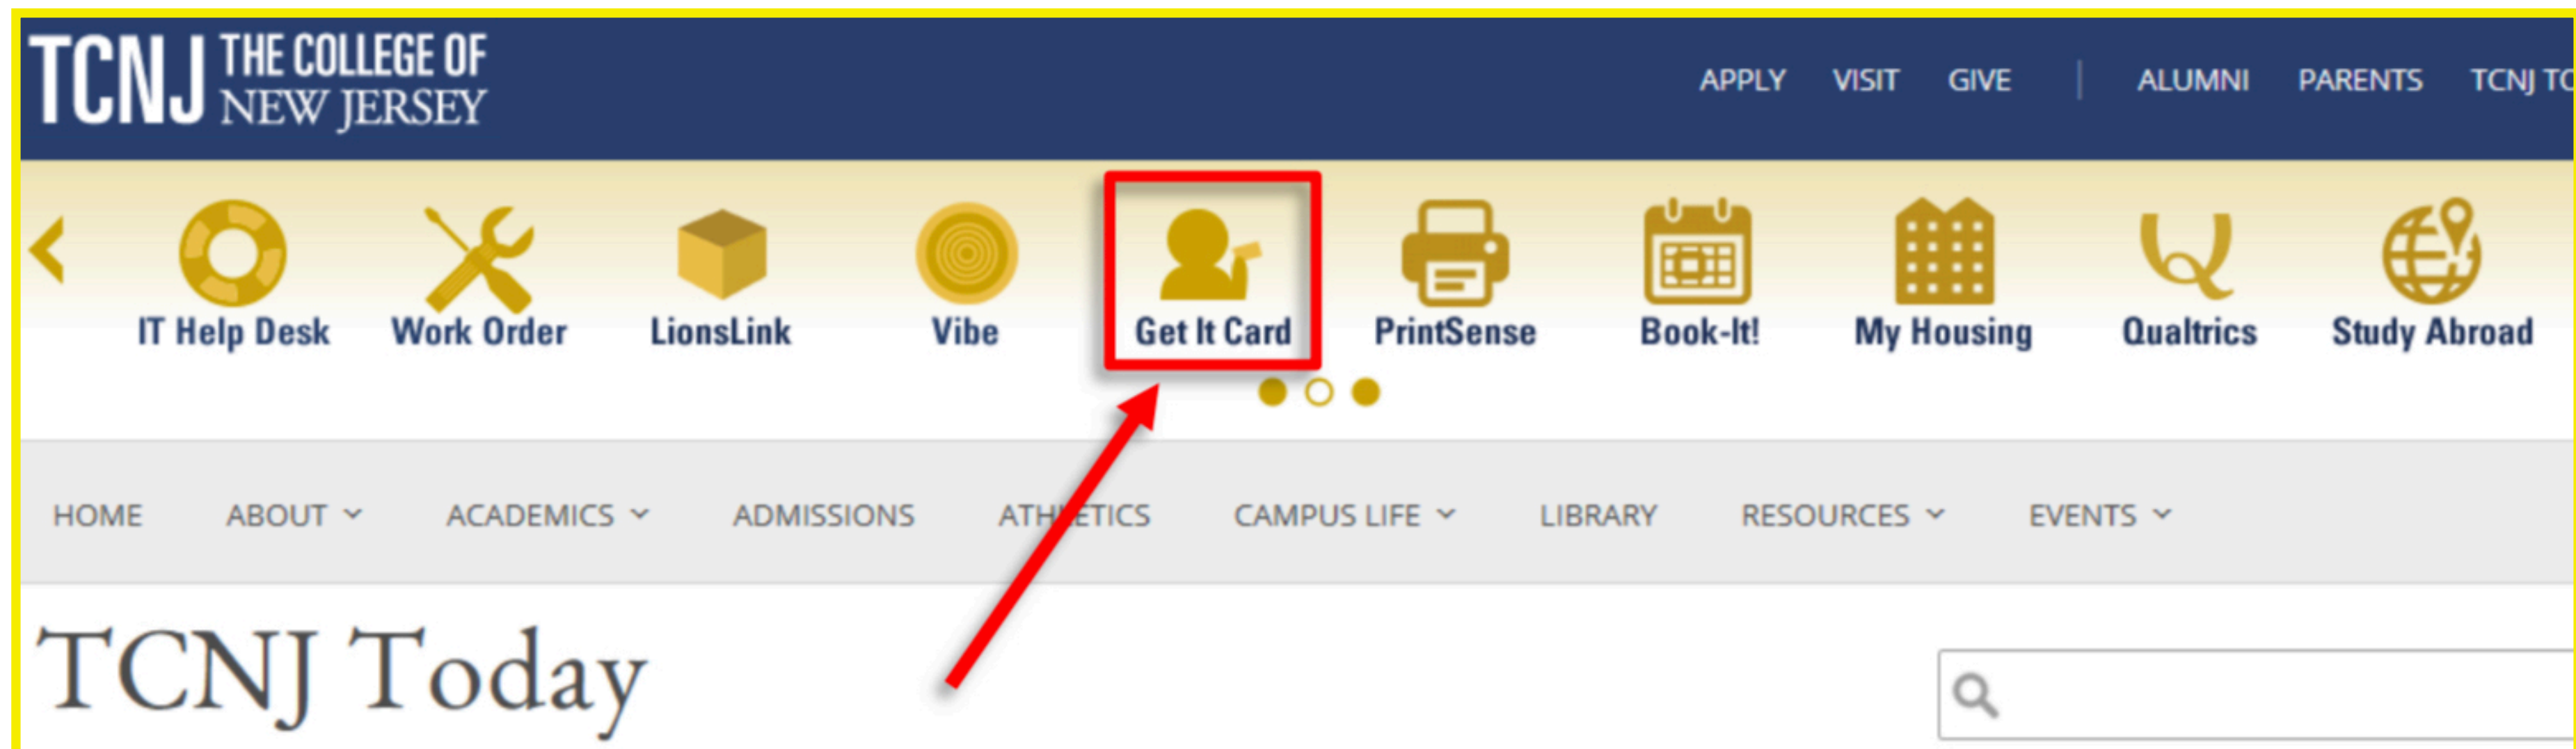 TCNJ THE COLLEGE OF
NEW JERSEY
APPLY VISIT GIVE | ALUMNI PARENTS TCNJ
IT Help Desk Work Order LionsLink Vibe Get It Card PrintSense Book-It! My Housing Qualtrics Study Abroad
HOME ABOUT ACADEMICS ADMISSIONS ATHLETICS CAMPUS LIFE LIBRARY RESOURCES EVENTS
TCNJ Today